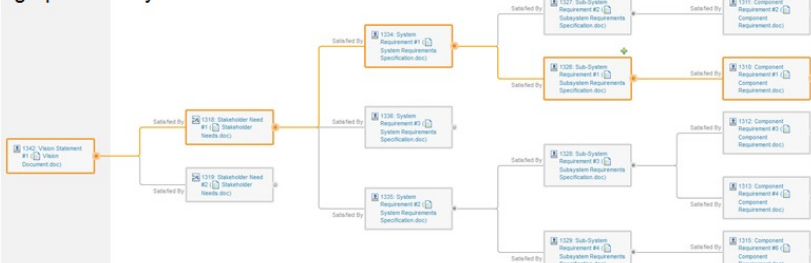 1327: Sub-System
Requirement #2 (
Subsystem Requirements
Specification.doc)
1311: Component
Requirement #2 (
Component
Requirement.doc)
Satisfied By
Satisfied By
1334: System
Requirement #1 (
System Requirements
Specification.doc)
Satisfied By
1326: Sub-System
Requirement #1 (
Subsystem Requirements
Specification.doc)
Satisfied By
1310: Component
Requirement #1 (
Component
Requirement.doc)
Satisfied By
1318: Stakeholder Need
#1 ( Stakeholder
Needs.doc)
Satisfied By
System
Requirement #3 (
System Requirements
Specification.doc)
Satisfied By
1312: Component
Requirement #3 (
Component
Requirement.doc)
Satisfied By
1342: Vision Statement
#1 ( Vision
Document.doc)
1319: Stakeholder Need
#2 ( Stakeholder
Needs.doc)
Satisfied By
1328: Sub-System
Requirement #3 (
Subsystem Requirements
Specification.doc)
Satisfied By
1313: Component
Requirement #4 (
Component
Requirement.doc)
Satisfied By
System
Requirement #2 (
System Requirements
Specification.doc)
Satisfied By
1329: Sub-System
Requirement #4 (
Subsystem Requirements
Specification.doc)
Satisfied By
1315: Component
Requirement #6 (
Component
Requirement.doc)
Satisfied By